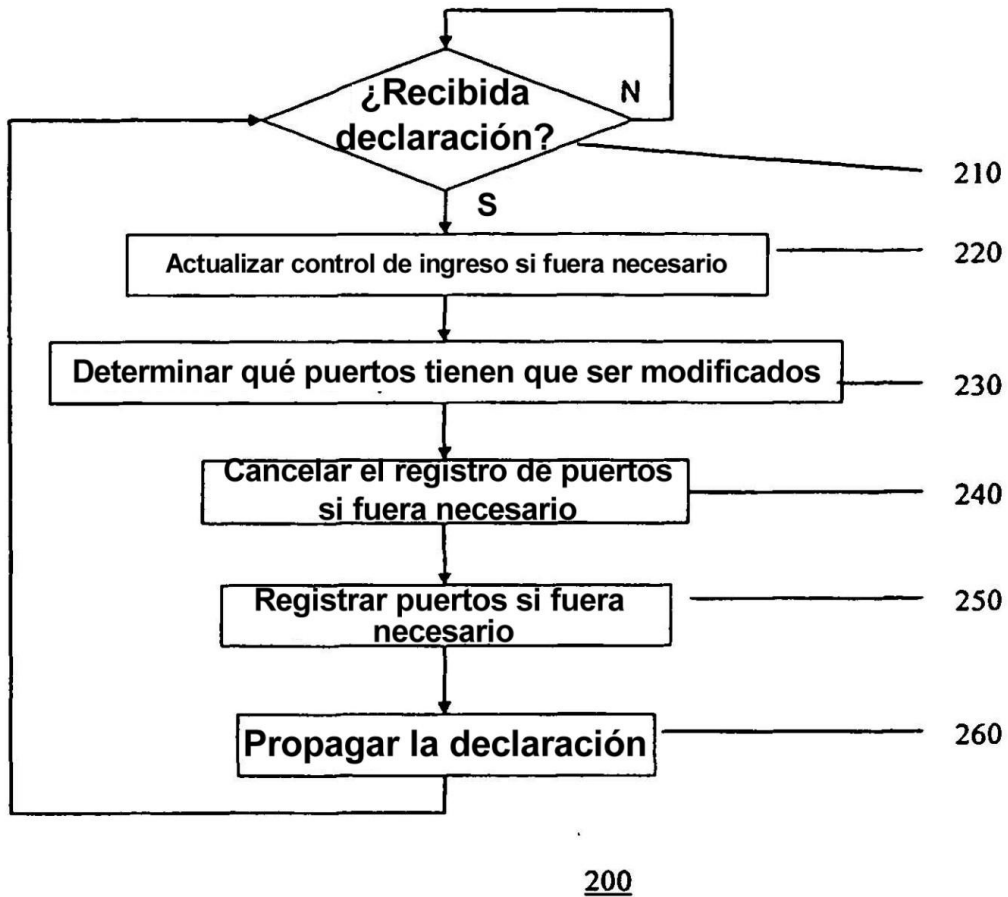 ¿Recibida
declaración?
N
210
S
Actualizar control de ingreso si fuera necesario
220
Determinar qué puertos tienen que ser modificados
230
Cancelar el registro de puertos
si fuera necesario
240
Registrar puertos si fuera
necesario
250
Propagar la declaración
260
200